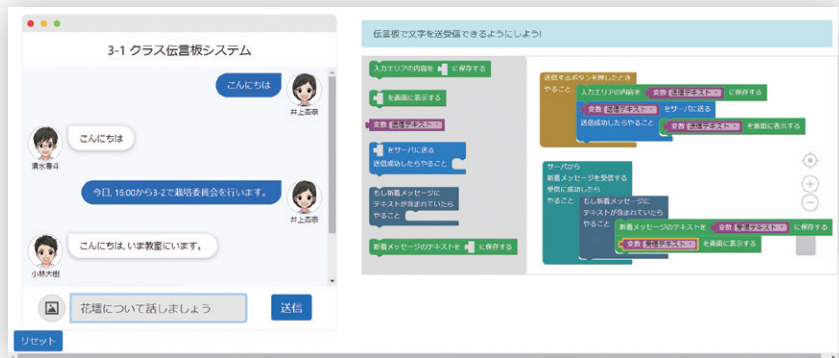 3-1 クラス伝言板システム
こんにちは
井上杏奈
こんにちは
清水春斗
今日, 16:00から3-2で栽培委員会を行います。
井上杏奈
こんにちは, いま教室にいます。
小林大樹
花壇について話しましょう
送信
リセット
伝言板で文字を送受信できるようにしよう!
入力エリアの内容を に保存する
を画面に表示する
変数 送信テキスト
をサーバに送る
送信成功したらやること
もし新着メッセージに
テキストが含まれていたら
やること
新着メッセージのテキストを に保存する
送信するボタンを押したとき
やること 入力エリアの内容を 変数 送信テキスト に保存する
変数 送信テキスト をサーバに送る
送信成功したらやること 変数 送信テキスト を画面に表示する
サーバから
新着メッセージを受信する
受信に成功したら
やること もし新着メッセージに
テキストが含まれていたら
やること 新着メッセージのテキストを 変数 受信テキスト に保存する
変数 受信テキスト を画面に表示する